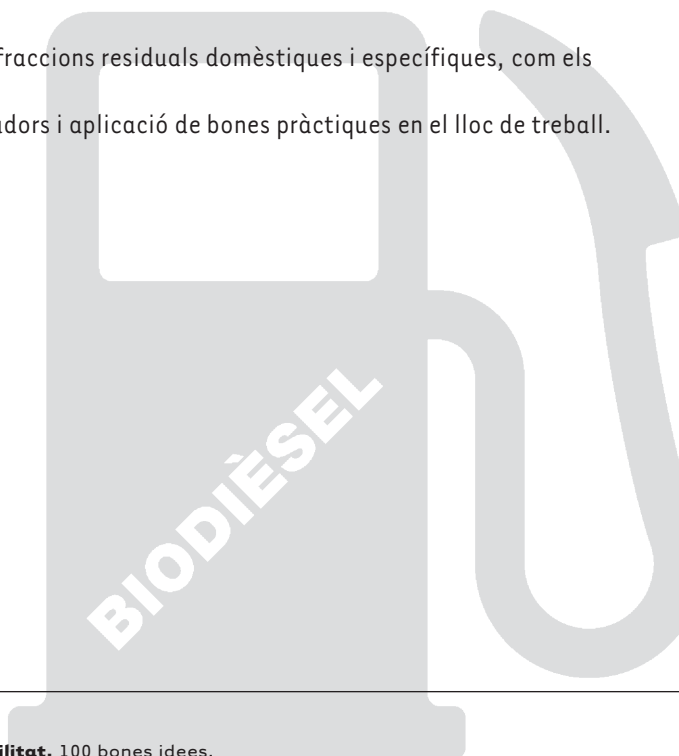 fraccions residuals domèstiques i específiques, com els
adors i aplicació de bones pràctiques en el lloc de treball.
BIODIÈSEL
ilitat. 100 bones idees.